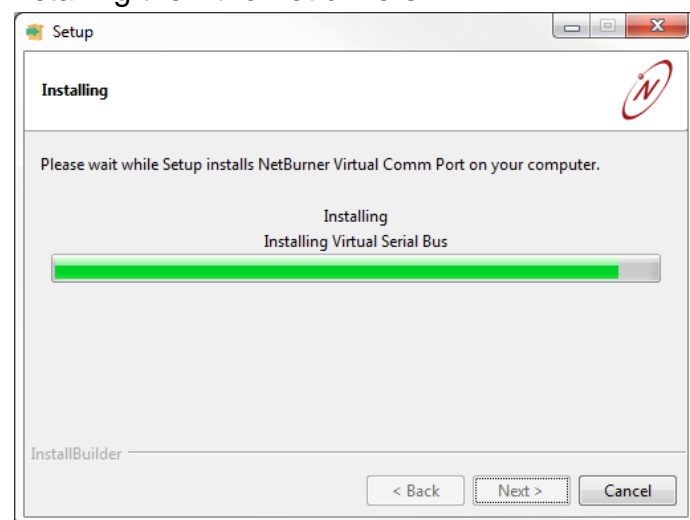 Setup
Installing
Please wait while Setup installs NetBurner Virtual Comm Port on your computer.
Installing
Installing Virtual Serial Bus
InstallBuilder
< Back Next > Cancel